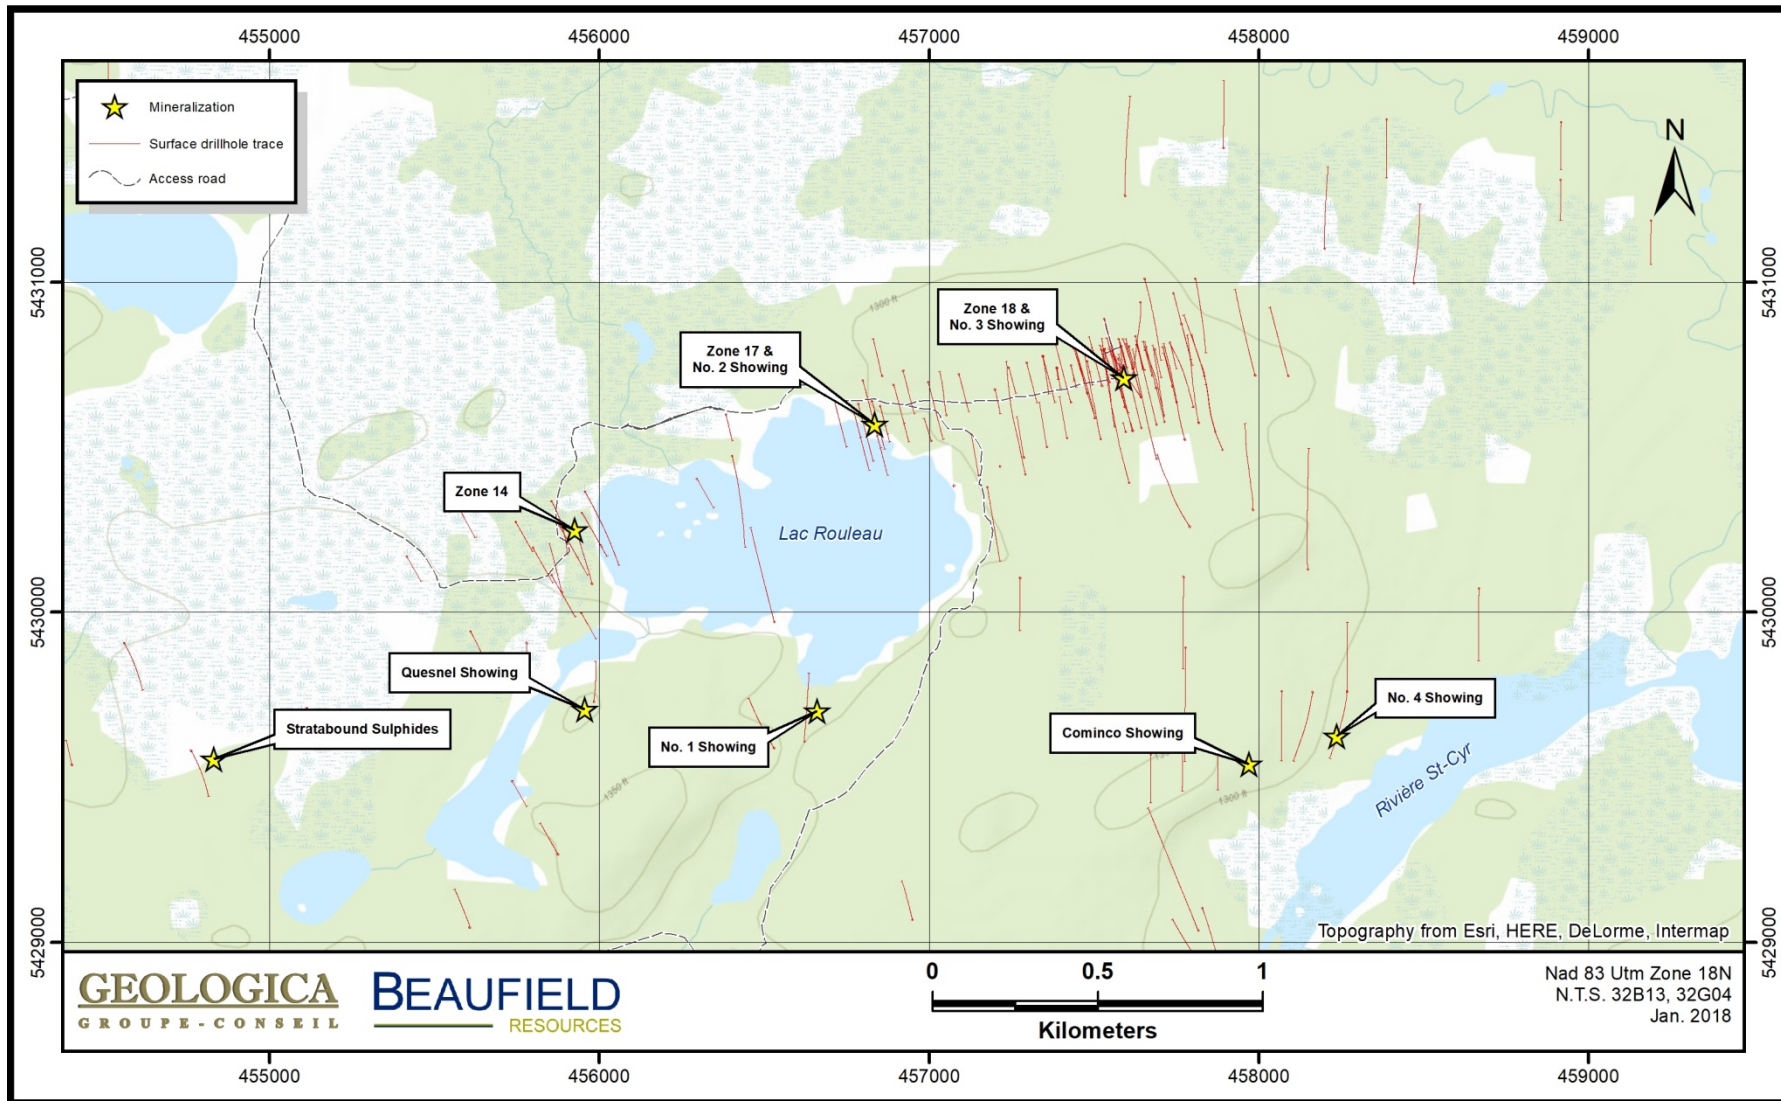 455000
456000
457000
458000
459000
Mineralization
Surface drillhole trace
Access road
N
5431000
5431000
1300 ft
Zone 18 &
No. 3 Showing
Zone 17 &
No. 2 Showing
Zone 14
Lac Rouleau
5430000
5430000
Quesnel Showing
Stratabound Sulphides
No. 1 Showing
Cominco Showing
No. 4 Showing
Rivière St-Cyr
1350 ft
1300 ft
Topography from Esri, HERE, DeLorme, Intermap
5429000
5429000
GEOLOGICA
GROUPE-CONSEIL
BEAUFIELD
RESOURCES
0 0.5 1
Kilometers
Nad 83 Utm Zone 18N
N.T.S. 32B13, 32G04
Jan. 2018
455000
456000
457000
458000
459000